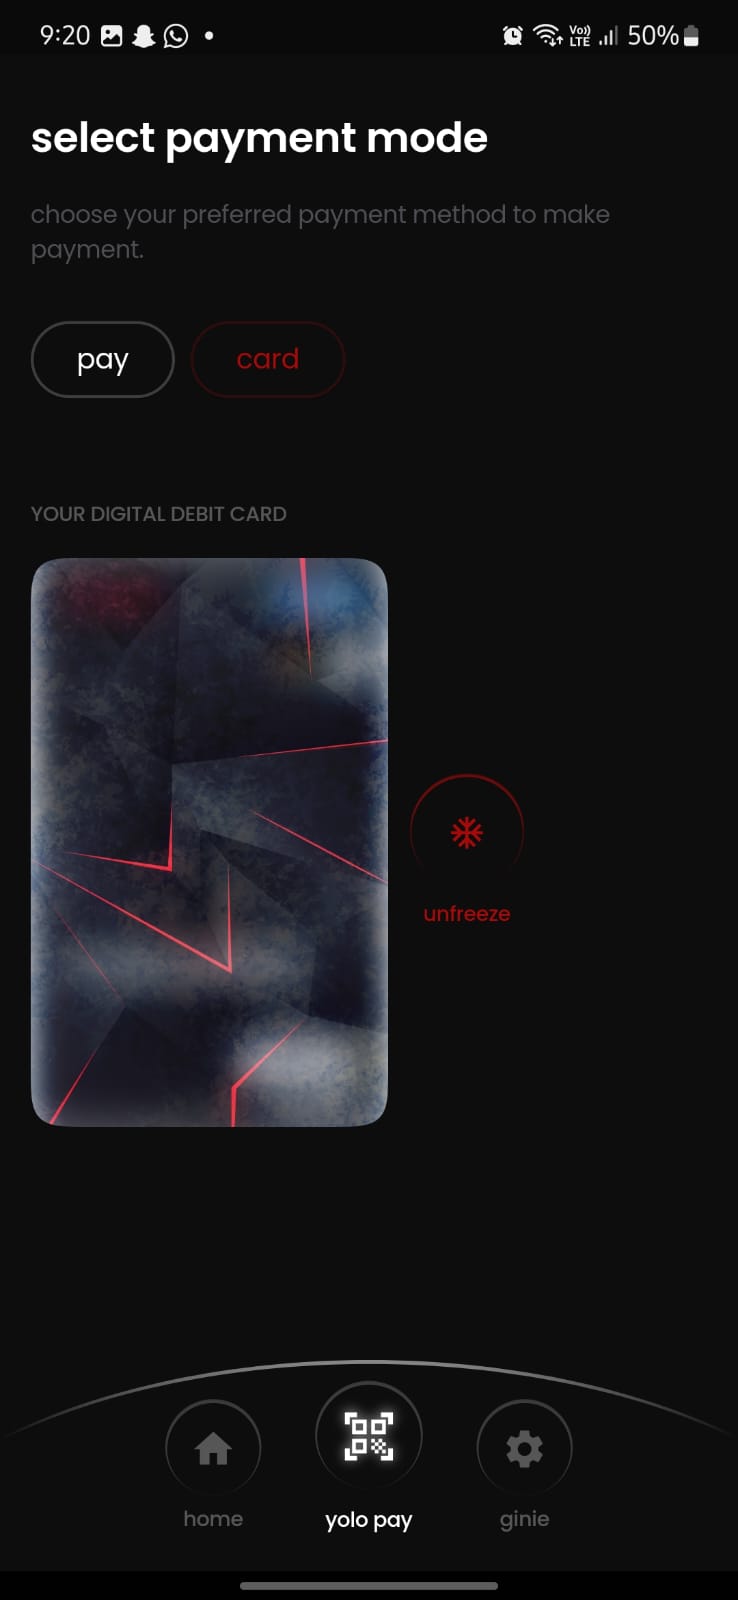 9:20 Vo)) LTE 50%
select payment mode
choose your preferred payment method to make
payment.
pay card
YOUR DIGITAL DEBIT CARD
unfreeze
home yolo pay ginie